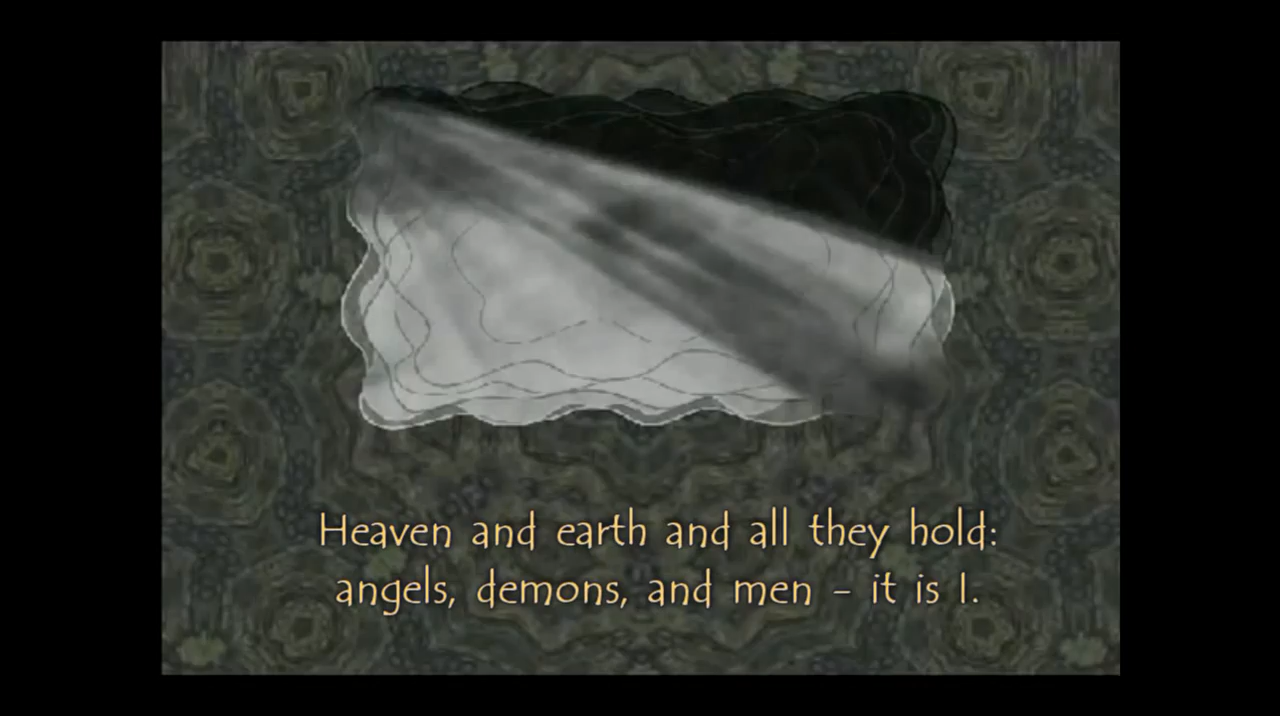 Heaven and earth and all they hold:
angels, demons, and men – it is I.